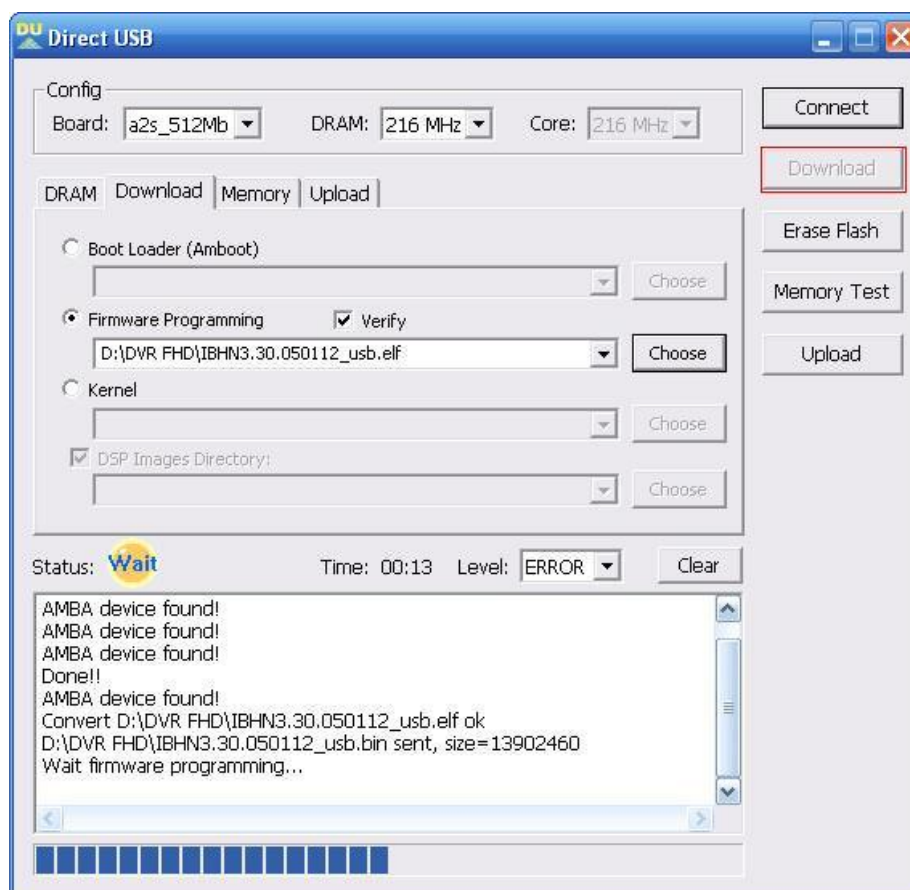 DU Direct USB
Config
Board: a2s_512Mb DRAM: 216 MHz Core: 216 MHz
Connect
Download
Erase Flash
Memory Test
Upload
DRAM Download Memory Upload
Boot Loader (Amboot)
Choose
Firmware Programming Verify
D:\DVR FHD\IBHN3.30.050112_usb.elf Choose
Kernel
Choose
DSP Images Directory:
Choose
Status: Wait Time: 00:13 Level: ERROR Clear
AMBA device found!
AMBA device found!
AMBA device found!
Done!!
AMBA device found!
Convert D:\DVR FHD\IBHN3.30.050112_usb.elf ok
D:\DVR FHD\IBHN3.30.050112_usb.bin sent, size=13902460
Wait firmware programming...